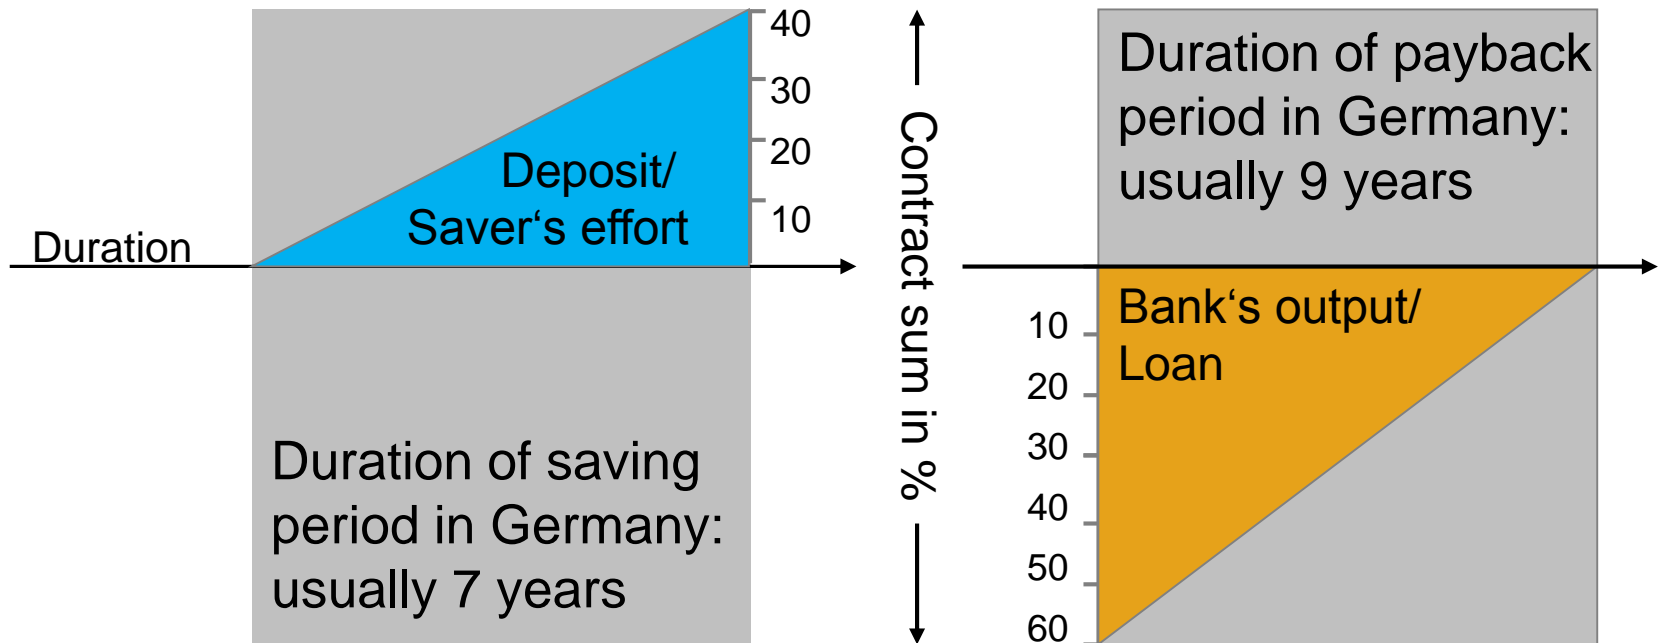 40
30
20
10
Deposit/
Saver‘s effort
Duration
Duration of saving
period in Germany:
usually 7 years
Contract sum in %
Duration of payback
period in Germany:
usually 9 years
Bank‘s output/
Loan
10
20
30
40
50
60